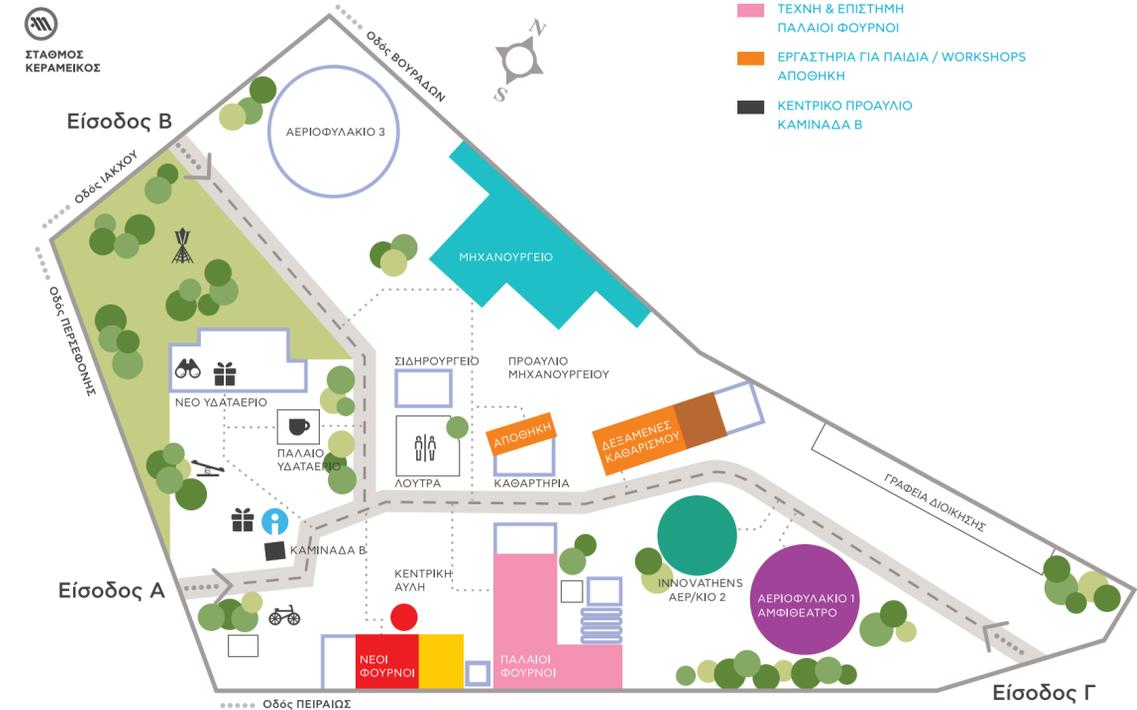 ΣΤΑΘΜΟΣ
ΚΕΡΑΜΕΙΚΟΣ
Οδός ΒΟΥΡΑΔΩΝ
N
S
ΤΕΧΝΗ & ΕΠΙΣΤΗΜΗ
ΠΑΛΑΙΟΙ ΦΟΥΡΝΟΙ
ΕΡΓΑΣΤΗΡΙΑ ΓΙΑ ΠΑΙΔΙΑ / WORKSHOPS
ΑΠΟΘΗΚΗ
ΚΕΝΤΡΙΚΟ ΠΡΟΑΥΛΙΟ
ΚΑΜΙΝΑΔΑ Β
Είσοδος Β
ΑΕΡΙΟΦΥΛΑΚΙΟ 3
Οδός ΙΑΚΧΟΥ
ΜΗΧΑΝΟΥΡΓΕΙΟ
Οδός ΠΕΡΣΕΦΟΝΗΣ
ΣΙΔΗΡΟΥΡΓΕΙΟ
ΠΡΟΑΥΛΙΟ
ΜΗΧΑΝΟΥΡΓΕΙΟΥ
ΝΕΟ ΥΔΑΤΑΕΡΙΟ
ΠΑΛΑΙΟ
ΥΔΑΤΑΕΡΙΟ
ΛΟΥΤΡΑ
ΑΠΟΘΗΚΗ
ΚΑΘΑΡΤΗΡΙΑ
ΔΕΞΑΜΕΝΕΣ
ΚΑΘΑΡΙΣΜΟΥ
ΓΡΑΦΕΙΑ ΔΙΟΙΚΗΣΗΣ
ΚΑΜΙΝΑΔΑ Β
Είσοδος Α
ΚΕΝΤΡΙΚΗ
ΑΥΛΗ
INNOVATHENS
ΑΕΡ/ΚΙΟ 2
ΑΕΡΙΟΦΥΛΑΚΙΟ 1
ΑΜΦΙΘΕΑΤΡΟ
ΝΕΟΙ
ΦΟΥΡΝΟΙ
ΠΑΛΑΙΟΙ
ΦΟΥΡΝΟΙ
Είσοδος Γ
Οδός ΠΕΙΡΑΙΩΣ